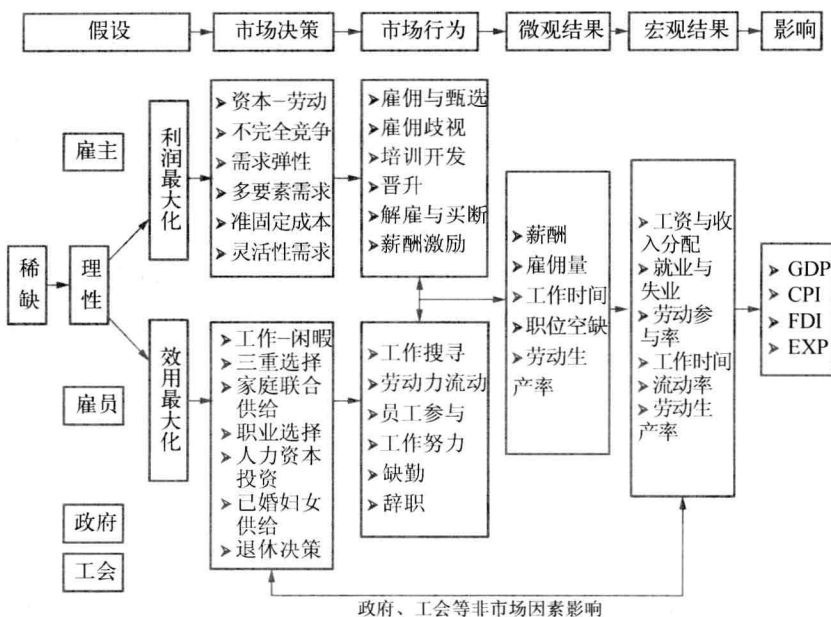 假设
市场决策
市场行为
微观结果
宏观结果
影响
雇主
雇员
政府
工会
稀缺
理性
利润最大化
效用最大化
➤资本-劳动
➤不完全竞争
➤需求弹性
➤多要素需求
➤准固定成本
➤灵活性需求
➤工作-闲暇
➤三重选择
➤家庭联合
供给
➤职业选择
➤人力资本
投资
➤已婚妇女
供给
➤退休决策
➤雇佣与甄选
➤雇佣歧视
➤培训开发
➤晋升
➤解雇与买断
➤薪酬激励
➤工作搜寻
➤劳动力流动
➤员工参与
➤工作努力
➤缺勤
➤辞职
➤薪酬
➤雇佣量
➤工作时间
➤职位空缺
➤劳动生
产率
➤工资与收
入分配
➤就业与
失业
➤劳动参
与率
➤工作时间
➤流动率
➤劳动生
产率
➤GDP
➤CPI
➤FDI
➤EXP
政府、工会等非市场因素影响